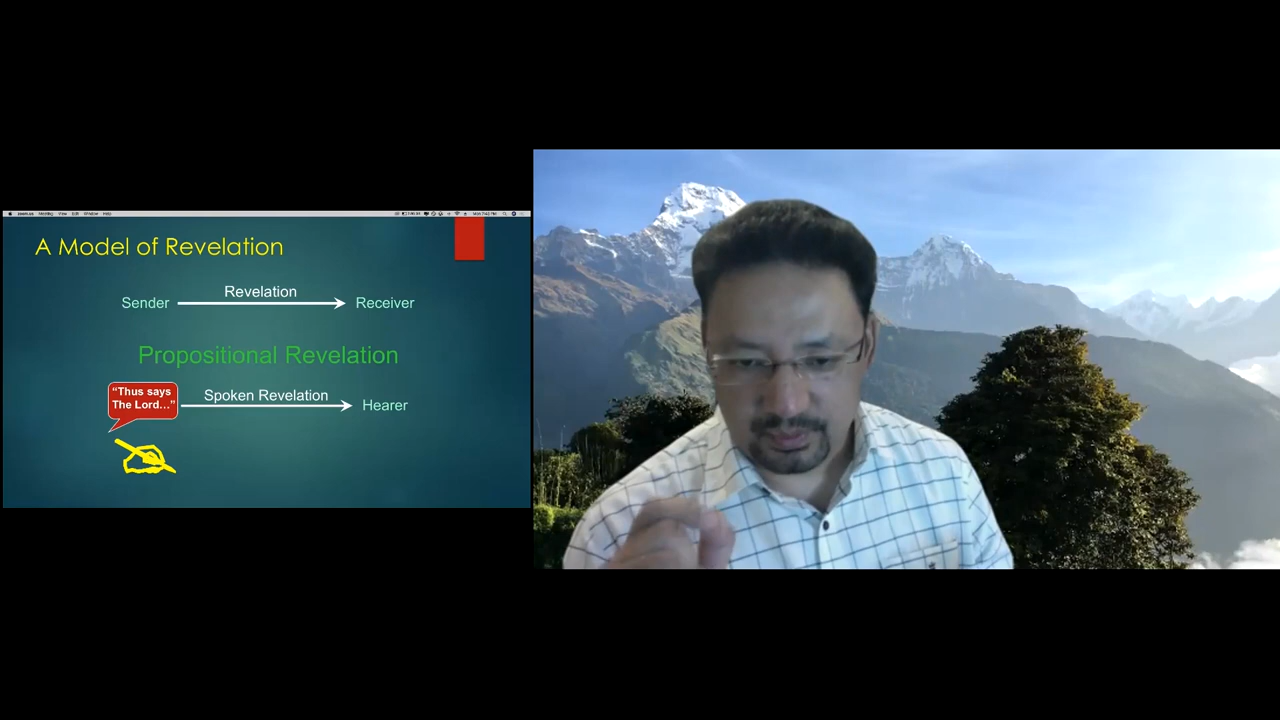 A Model of Revelation
Revelation
Sender
Receiver
Propositional Revelation
“Thus says
The Lord...”
Spoken Revelation
Hearer